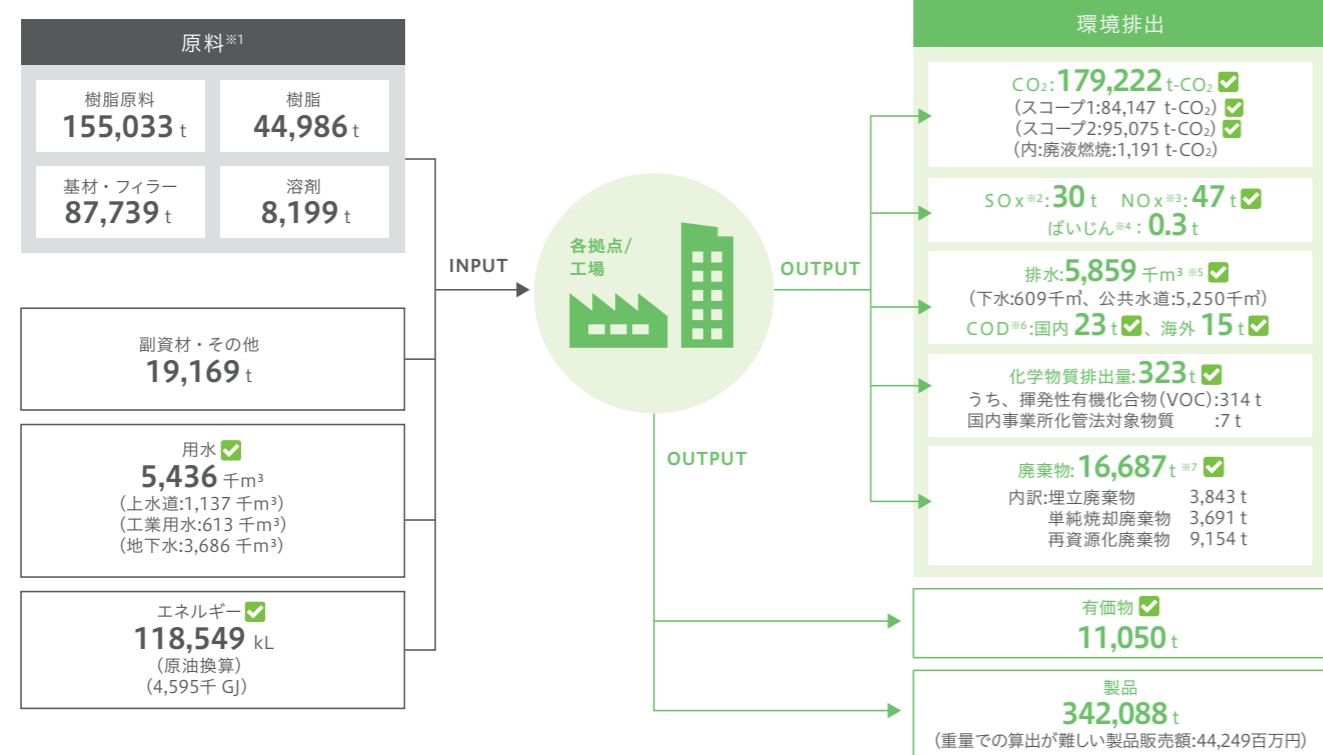 原料※1
樹脂原料
155,033 t
樹脂
44,986 t
基材・フィラー
87,739 t
溶剤
8,199 t
副資材・その他
19,169 t
用水
5,436 千m³
(上水道:1,137 千m³)
(工業用水:613 千m³)
(地下水:3,686 千m³)
エネルギー
118,549 kL
(原油換算)
(4,595千 GJ)
INPUT
各拠点/
工場
OUTPUT
OUTPUT
環境排出
CO₂:179,222 t-CO₂
(スコープ1:84,147 t-CO₂)
(スコープ2:95,075 t-CO₂)
(内:廃液燃焼:1,191 t-CO₂)
SOx※2:30 t NOx※3:47 t
ばいじん※4:0.3 t
排水:5,859 千m³ ※5
(下水:609千㎥、公共水道:5,250千㎥)
COD※6:国内 23 t、海外 15 t
化学物質排出量:323 t
うち、揮発性有機化合物(VOC):314 t
国内事業所化管法対象物質 :7 t
廃棄物:16,687 t ※7
内訳:埋立廃棄物 3,843 t
単純焼却廃棄物 3,691 t
再資源化廃棄物 9,154 t
有価物
11,050 t
製品
342,088 t
(重量での算出が難しい製品販売額:44,249百万円)